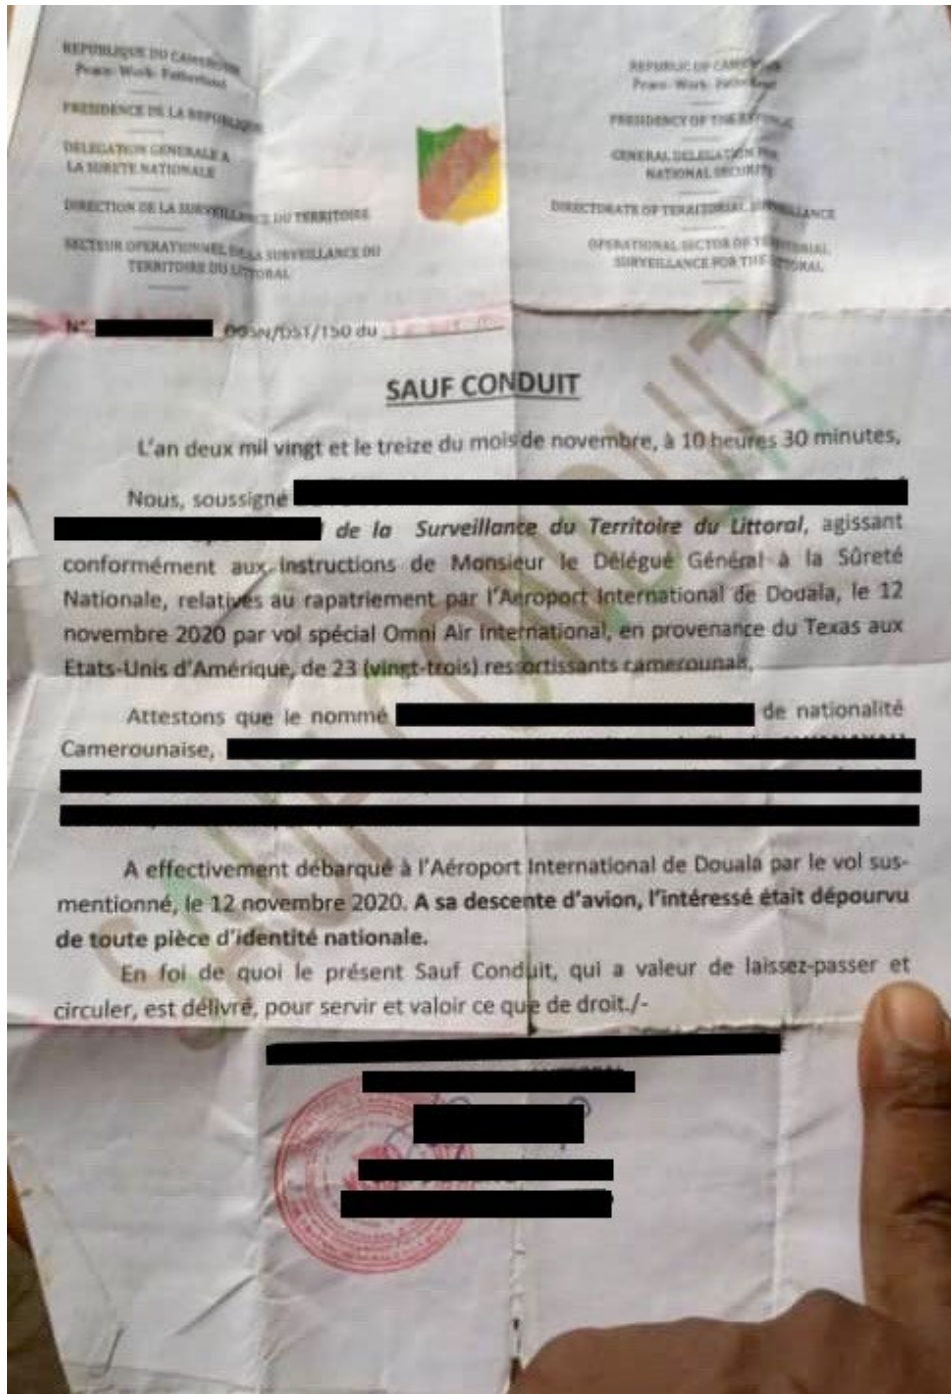 REPUBLIQUE DU CAMEROUN
Peace- Work- Fatherland
PRESIDENCE DE LA REPUBLIQUE
DELEGATION GENERALE A
LA SURETE NATIONALE
DIRECTION DE LA SURVEILLANCE DU TERRITOIRE
SECTEUR OPERATIONNEL DE LA SURVEILLANCE DU
TERRITOIRE DU LITTORAL
REPUBLIC OF CAMEROON
Peace- Work- Fatherland
PRESIDENCY OF THE REPUBLIC
GENERAL DELEGATION FOR
NATIONAL SECURITY
DIRECTORATE OF TERRITORIAL SURVEILLANCE
OPERATIONAL SECTOR OF TERRITORIAL
SURVEILLANCE FOR THE LITTORAL
N° DGSN/DST/150 du
SAUF CONDUIT
L'an deux mil vingt et le treize du mois de novembre, à 10 heures 30 minutes,
Nous, soussigné
de la Surveillance du Territoire du Littoral, agissant
conformément aux instructions de Monsieur le Délégué Général à la Sûreté
Nationale, relatives au rapatriement par l'Aéroport International de Douala, le 12
novembre 2020 par vol spécial Omni Air International, en provenance du Texas aux
Etats-Unis d'Amérique, de 23 (vingt-trois) ressortissants camerounais,
Attestons que le nommé de nationalité
Camerounaise,
A effectivement débarqué à l'Aéroport International de Douala par le vol sus-
mentionné, le 12 novembre 2020. A sa descente d'avion, l'intéressé était dépourvu
de toute pièce d'identité nationale.
En foi de quoi le présent Sauf Conduit, qui a valeur de laissez-passer et
circuler, est délivré, pour servir et valoir ce que de droit./-
SAUF CONDUIT